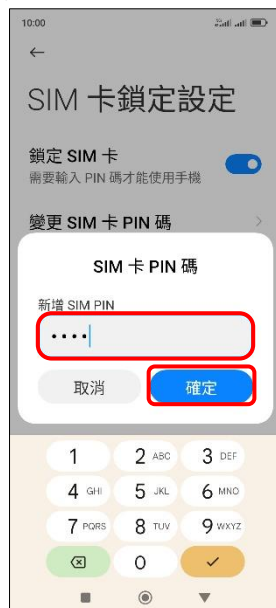 10:00
SIM 卡鎖定設定
鎖定 SIM 卡
需要輸入 PIN 碼才能使用手機
變更 SIM 卡 PIN 碼
SIM 卡 PIN 碼
新增 SIM PIN
••••
取消 確定
1 2 ABC 3 DEF
4 GHI 5 JKL 6 MNO
7 PQRS 8 TUV 9 WXYZ
0